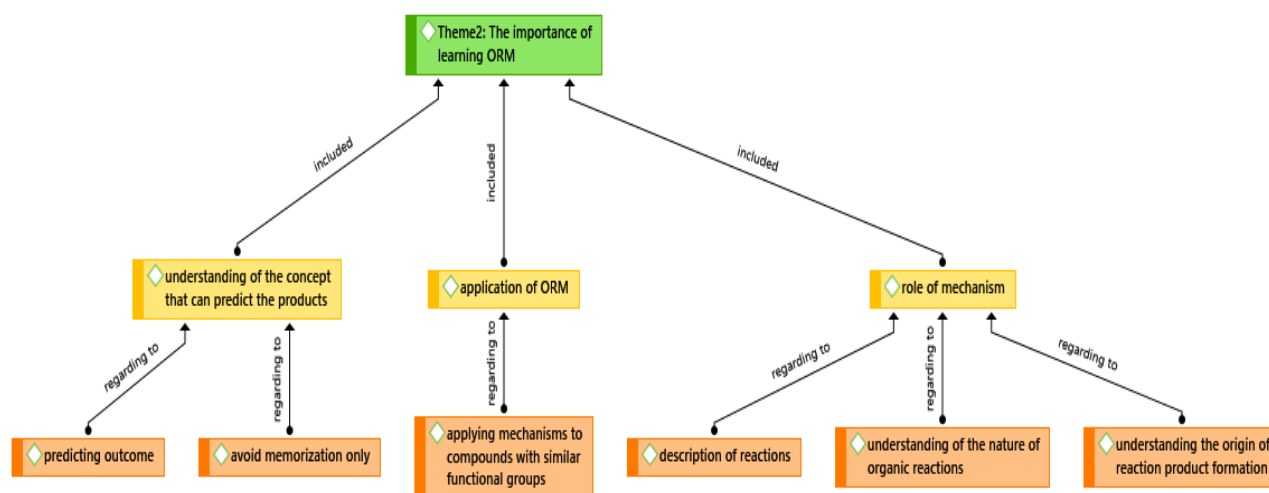 Theme2: The importance of
learning ORM
included
included
included
understanding of the concept
that can predict the products
application of ORM
role of mechanism
regarding to
regarding to
regarding to
regarding to
regarding to
regarding to
predicting outcome
avoid memorization only
applying mechanisms to
compounds with similar
functional groups
description of reactions
understanding of the nature of
organic reactions
understanding the origin of
reaction product formation